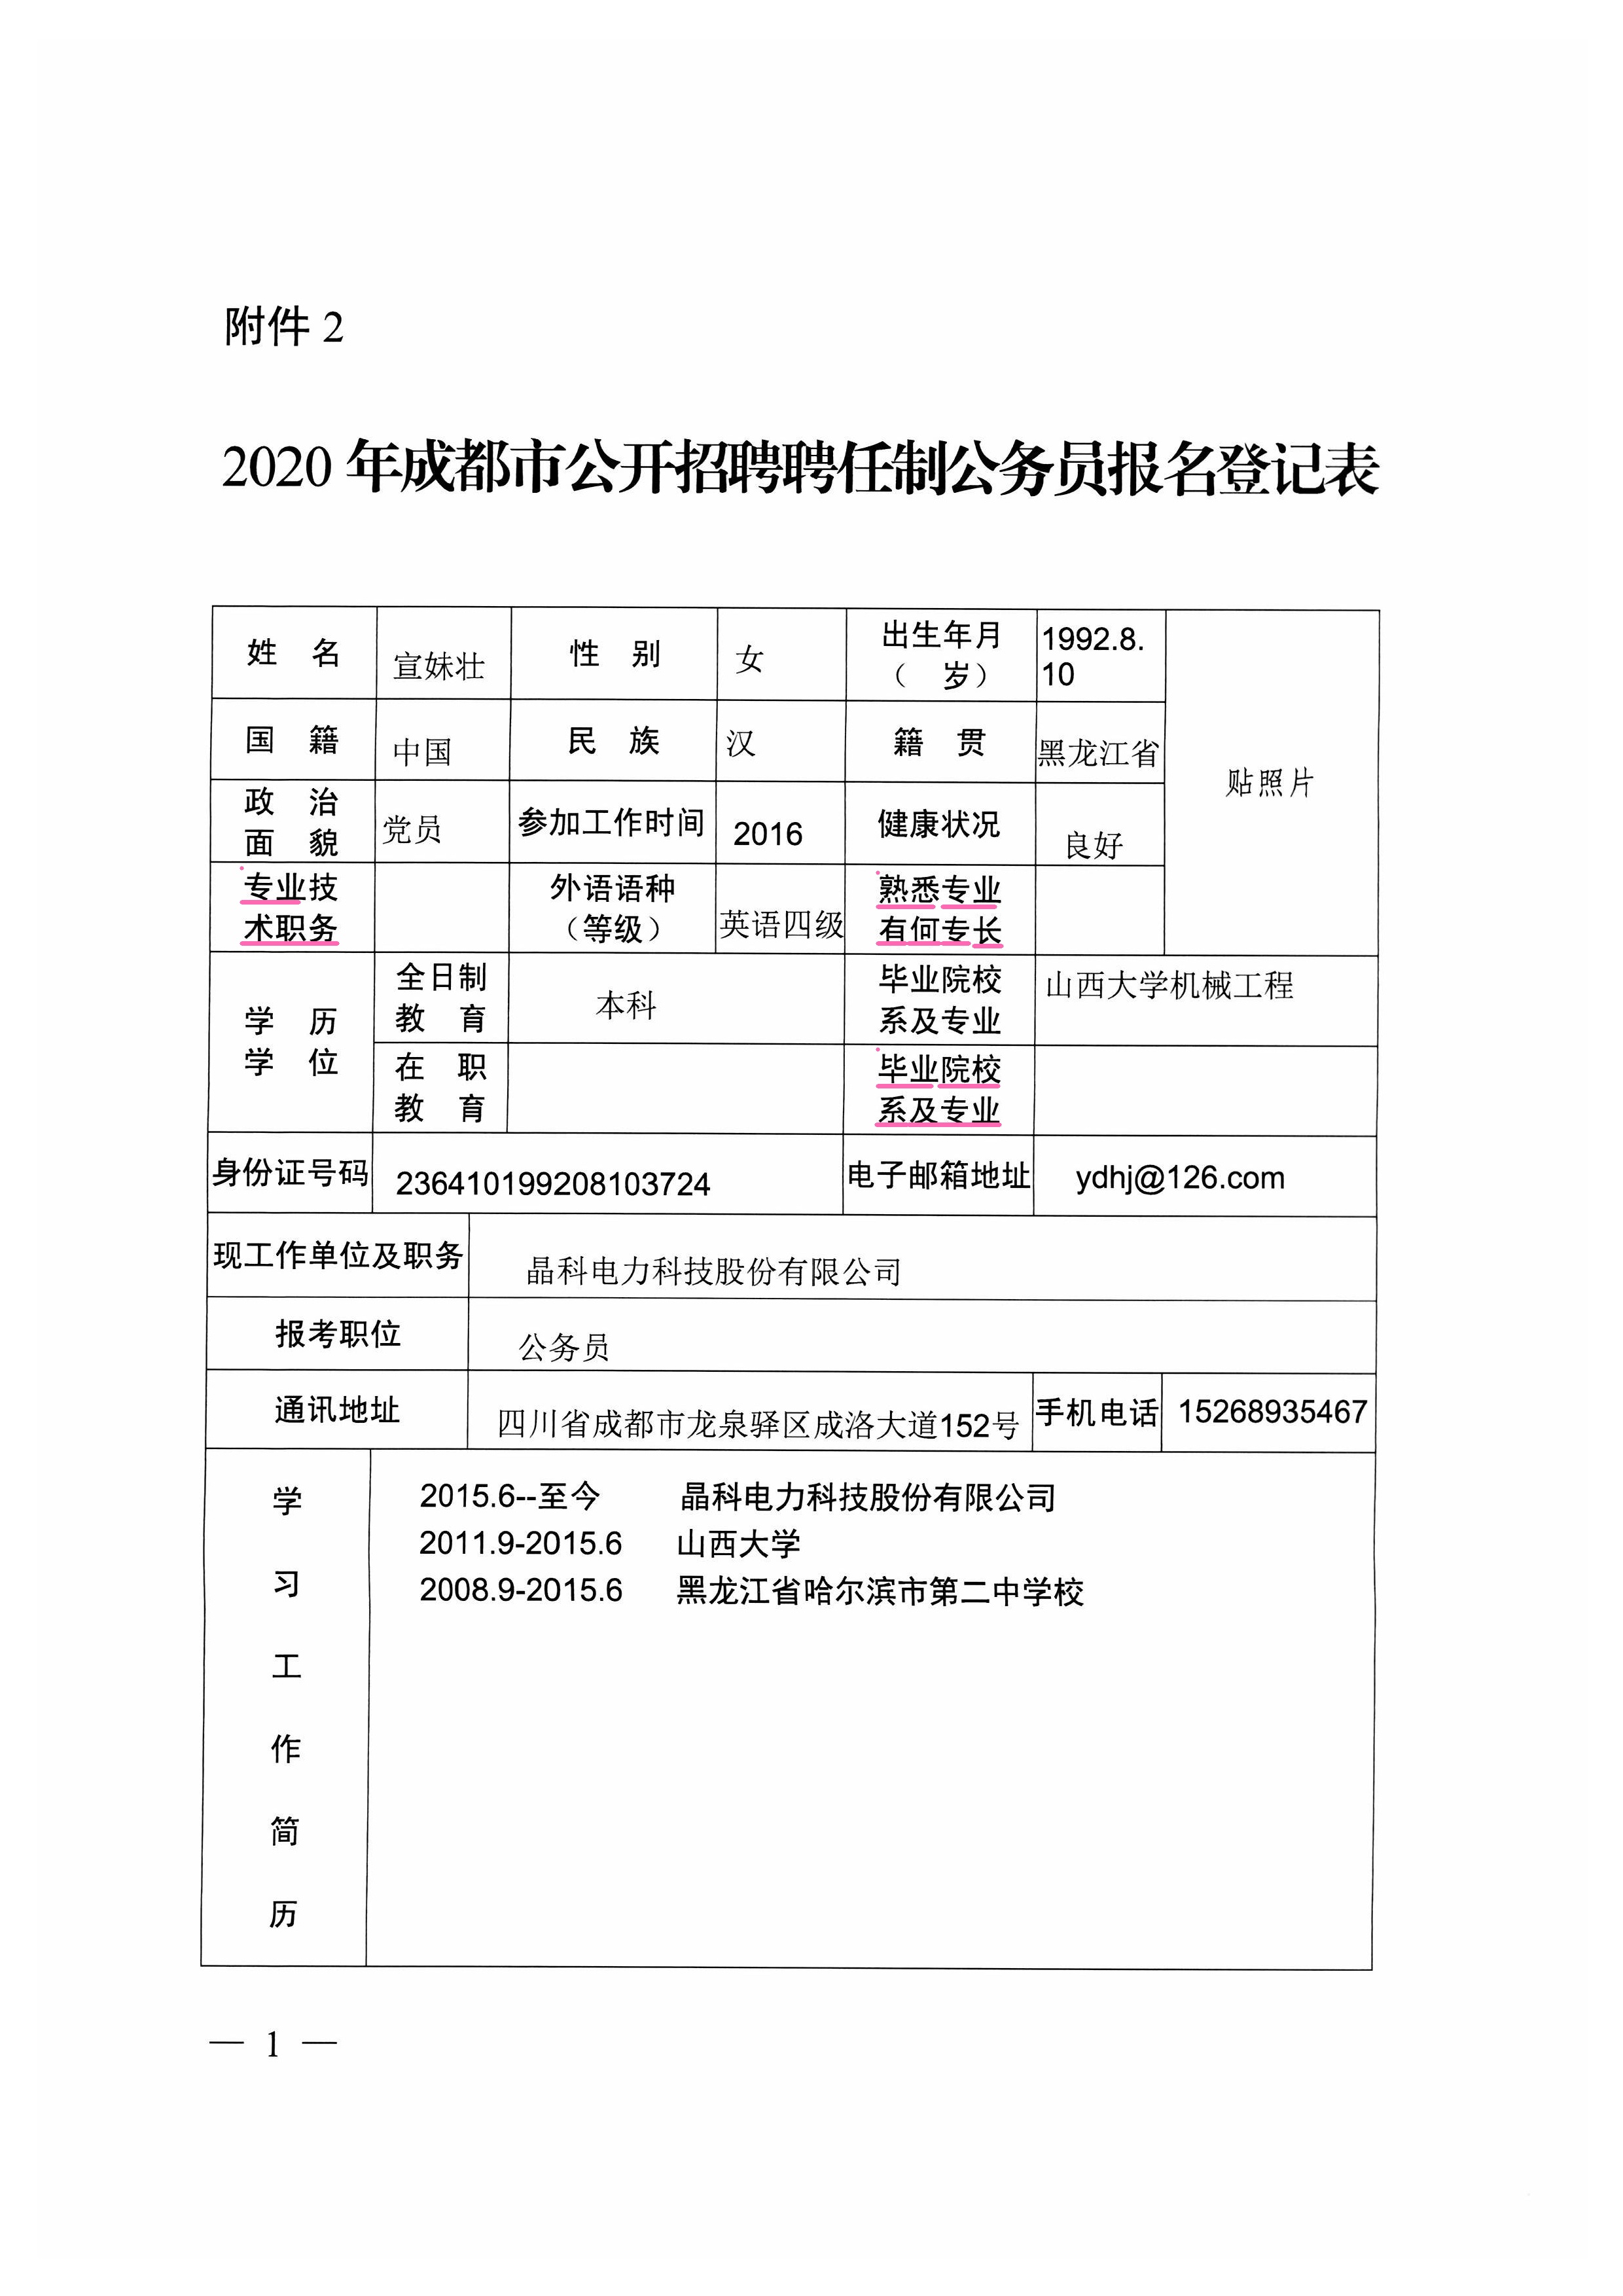 附件 2
2020 年成都市公开招聘聘任制公务员报名登记表
姓 名 宣妹壮 性 别 女 出生年月（ 岁） 1992.8.10
贴照片
国 籍 中国 民 族 汉 籍 贯 黑龙江省
政 治面 貌 党员 参加工作时间 2016 健康状况 良好
专业技术职务 外语语种（等级） 英语四级 熟悉专业有何专长
学 历学 位 全日制教 育 本科 毕业院校系及专业 山西大学机械工程
在 职教 育 毕业院校系及专业
身份证号码 236410199208103724 电子邮箱地址 ydhj@126.com
现工作单位及职务 晶科电力科技股份有限公司
报考职位 公务员
通讯地址 四川省成都市龙泉驿区成洛大道152号 手机电话 15268935467
学习工作简历
2015.6--至今 晶科电力科技股份有限公司
2011.9-2015.6 山西大学
2008.9-2015.6 黑龙江省哈尔滨市第二中学校
— 1 —